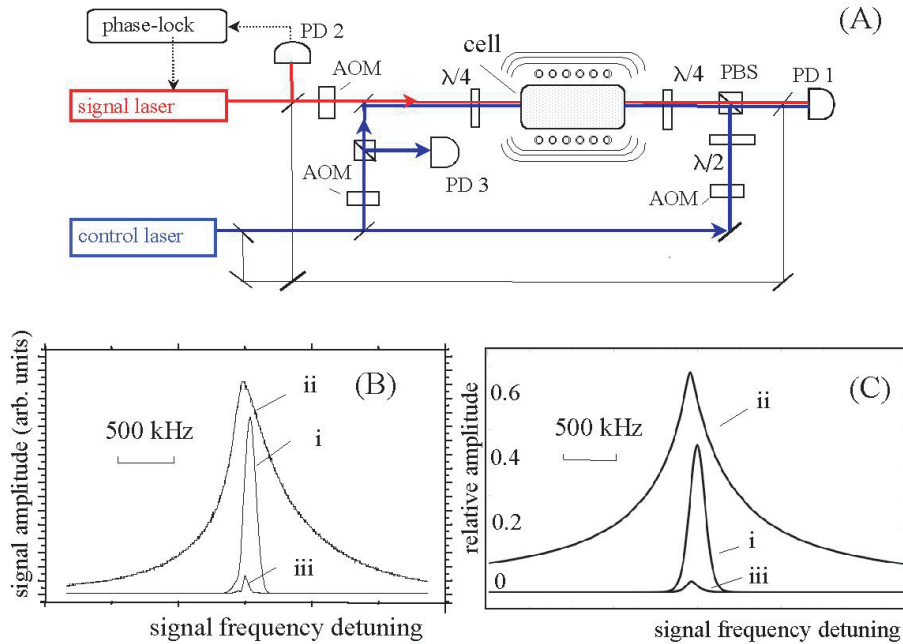 (A)
phase-lock
PD 2
signal laser
AOM
λ/4
cell
λ/4
PBS
PD 1
AOM
PD 3
λ/2
AOM
control laser
signal amplitude (arb. units)
(B)
500 kHz
ii
i
iii
signal frequency detuning
relative amplitude
(C)
0.6
0.4
0.2
0
500 kHz
ii
i
iii
signal frequency detuning